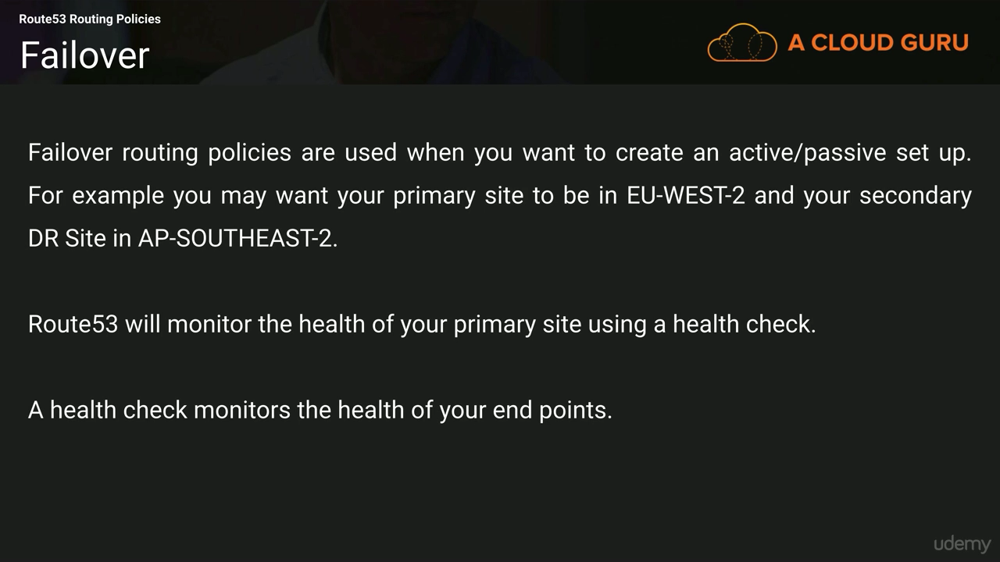 Route53 Routing Policies
Failover
A CLOUD GURU
Failover routing policies are used when you want to create an active/passive set up.
For example you may want your primary site to be in EU-WEST-2 and your secondary
DR Site in AP-SOUTHEAST-2.
Route53 will monitor the health of your primary site using a health check.
A health check monitors the health of your end points.
udemy